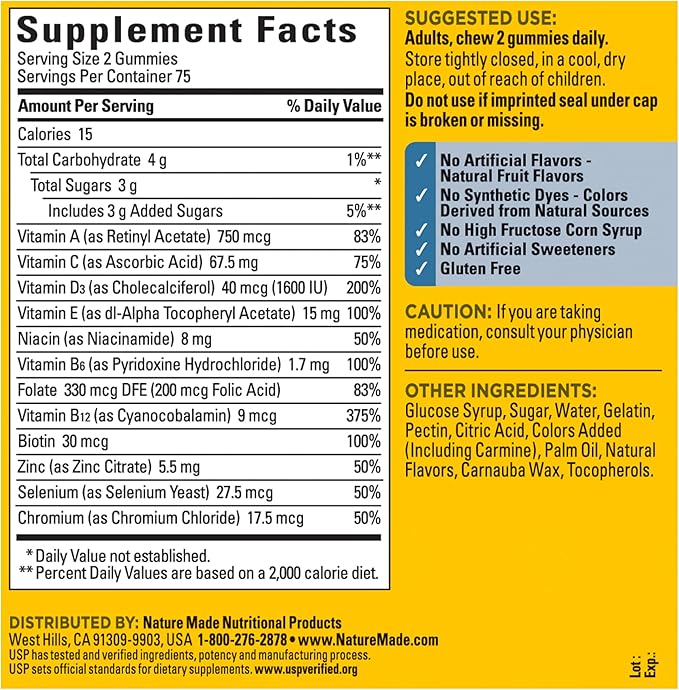 Supplement Facts
Serving Size 2 Gummies
Servings Per Container 75
Amount Per Serving % Daily Value
Calories 15
Total Carbohydrate 4 g 1%**
Total Sugars 3 g *
Includes 3 g Added Sugars 5%**
Vitamin A (as Retinyl Acetate) 750 mcg 83%
Vitamin C (as Ascorbic Acid) 67.5 mg 75%
Vitamin D3 (as Cholecalciferol) 40 mcg (1600 IU) 200%
Vitamin E (as dl-Alpha Tocopheryl Acetate) 15 mg 100%
Niacin (as Niacinamide) 8 mg 50%
Vitamin B6 (as Pyridoxine Hydrochloride) 1.7 mg 100%
Folate 330 mcg DFE (200 mcg Folic Acid) 83%
Vitamin B12 (as Cyanocobalamin) 9 mcg 375%
Biotin 30 mcg 100%
Zinc (as Zinc Citrate) 5.5 mg 50%
Selenium (as Selenium Yeast) 27.5 mcg 50%
Chromium (as Chromium Chloride) 17.5 mcg 50%
* Daily Value not established.
** Percent Daily Values are based on a 2,000 calorie diet.
SUGGESTED USE:
Adults, chew 2 gummies daily.
Store tightly closed, in a cool, dry
place, out of reach of children.
Do not use if imprinted seal under cap
is broken or missing.
✓ No Artificial Flavors -
Natural Fruit Flavors
✓ No Synthetic Dyes - Colors
Derived from Natural Sources
✓ No High Fructose Corn Syrup
✓ No Artificial Sweeteners
✓ Gluten Free
CAUTION: If you are taking
medication, consult your physician
before use.
OTHER INGREDIENTS:
Glucose Syrup, Sugar, Water, Gelatin,
Pectin, Citric Acid, Colors Added
(Including Carmine), Palm Oil, Natural
Flavors, Carnauba Wax, Tocopherols.
DISTRIBUTED BY: Nature Made Nutritional Products
West Hills, CA 91309-9903, USA 1-800-276-2878 • www.NatureMade.com
USP has tested and verified ingredients, potency and manufacturing process.
USP sets official standards for dietary supplements. www.uspverified.org
Lot :
Exp.: